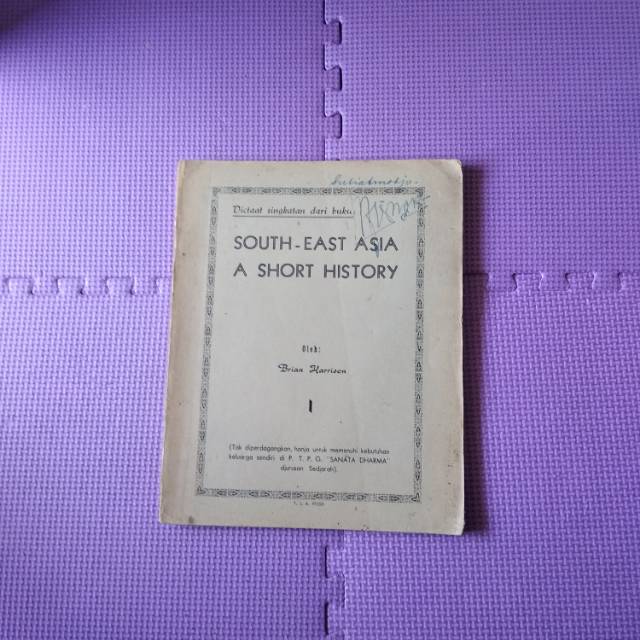 Dictaat singkatan dari buku
SOUTH-EAST ASIA
A SHORT HISTORY
Oleh:
Brian Harrison
I
(Tak diperdagangkan, hanja untuk memenuhi kebutuhan
keluarga sendiri di P. T. P. G. "SANATA DHARMA"
djurusan Sedjarah).